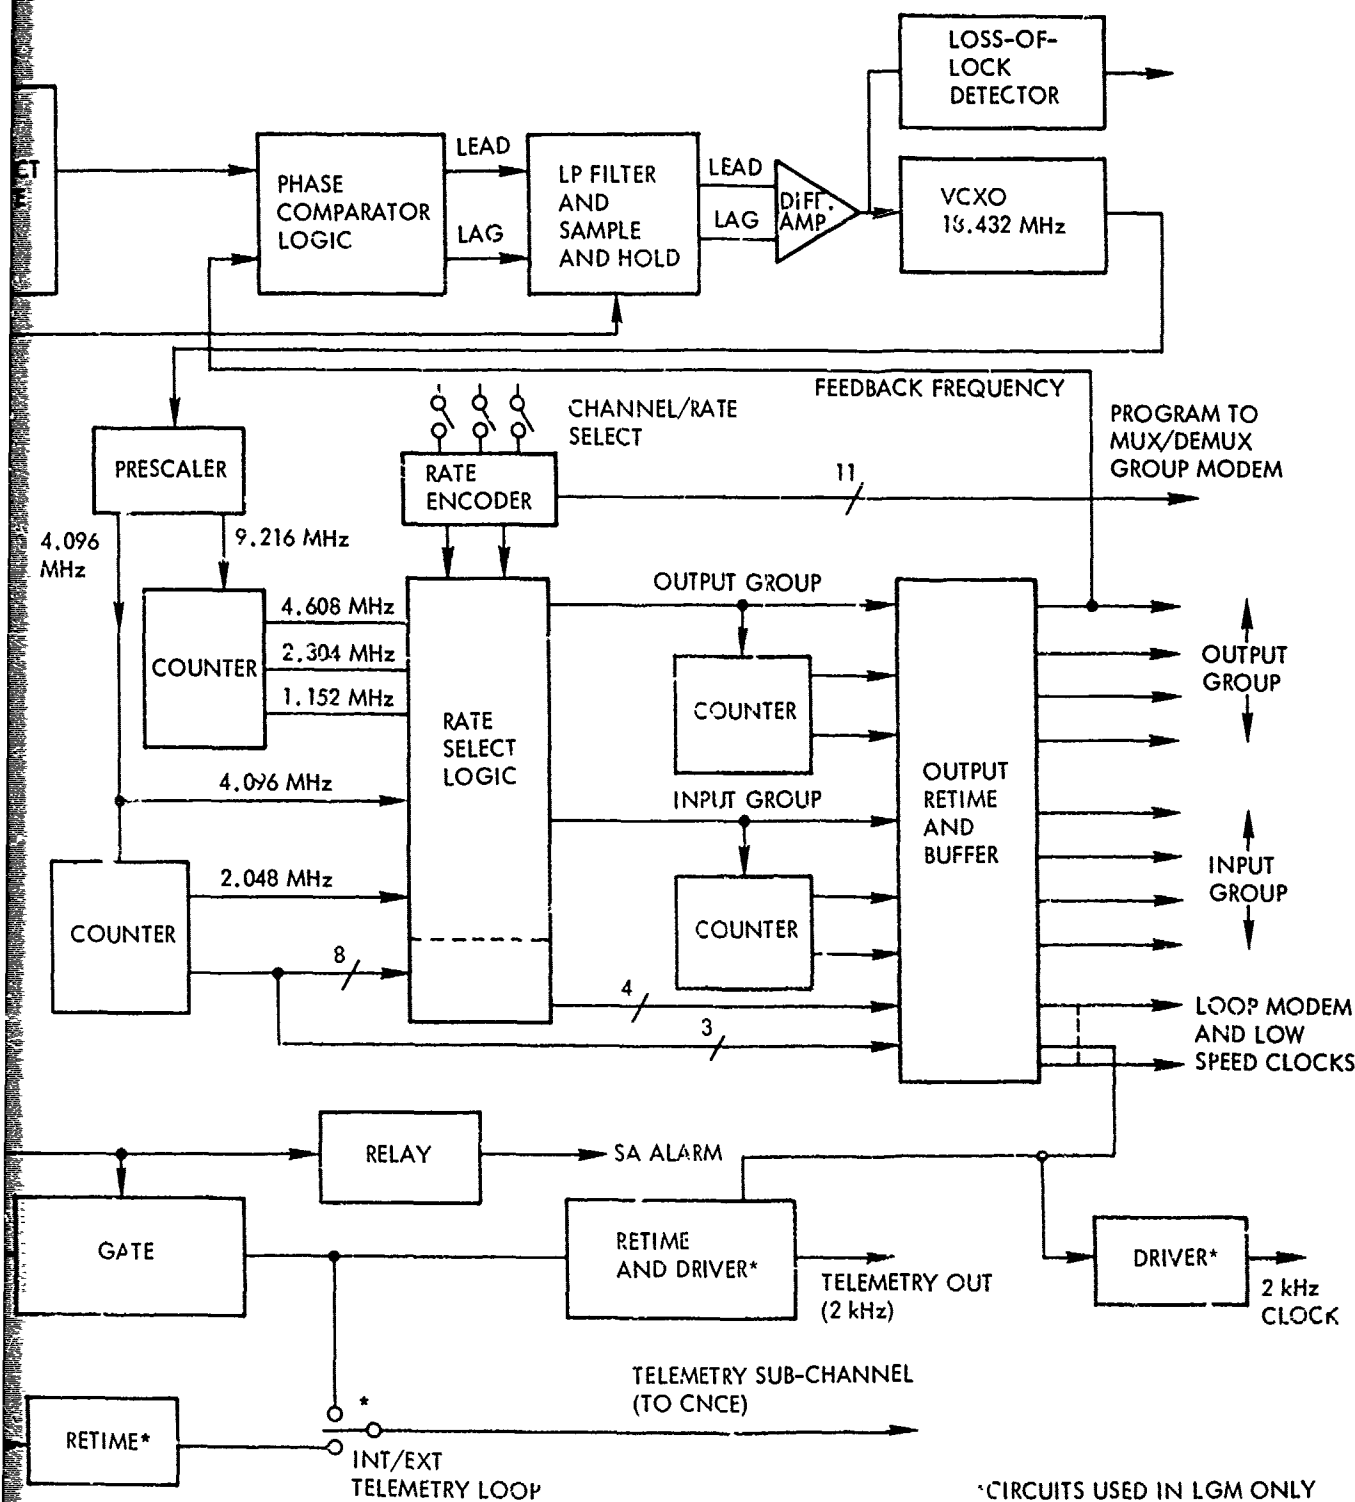 LOSS-OF-
LOCK
DETECTOR
CT
E
PHASE
COMPARATOR
LOGIC
LEAD
LAG
LP FILTER
AND
SAMPLE
AND HOLD
LEAD
LAG
DIFF.
AMP
VCXO
18.432 MHz
FEEDBACK FREQUENCY
CHANNEL/RATE
SELECT
PROGRAM TO
MUX/DEMUX
GROUP MODEM
PRESCALER
RATE
ENCODER
11
4.096
MHz
9.216 MHz
COUNTER
4.608 MHz
2.304 MHz
1.152 MHz
RATE
SELECT
LOGIC
OUTPUT GROUP
COUNTER
OUTPUT
RETIME
AND
BUFFER
OUTPUT
GROUP
4.096 MHz
INPUT GROUP
COUNTER
2.048 MHz
COUNTER
INPUT
GROUP
8
4
3
LOOP MODEM
AND LOW
SPEED CLOCKS
RELAY
SA ALARM
GATE
RETIME
AND DRIVER*
TELEMETRY OUT
(2 kHz)
DRIVER*
2 kHz
CLOCK
TELEMETRY SUB-CHANNEL
(TO CNCE)
*
RETIME*
INT/EXT
TELEMETRY LOOP
*CIRCUITS USED IN LGM ONLY